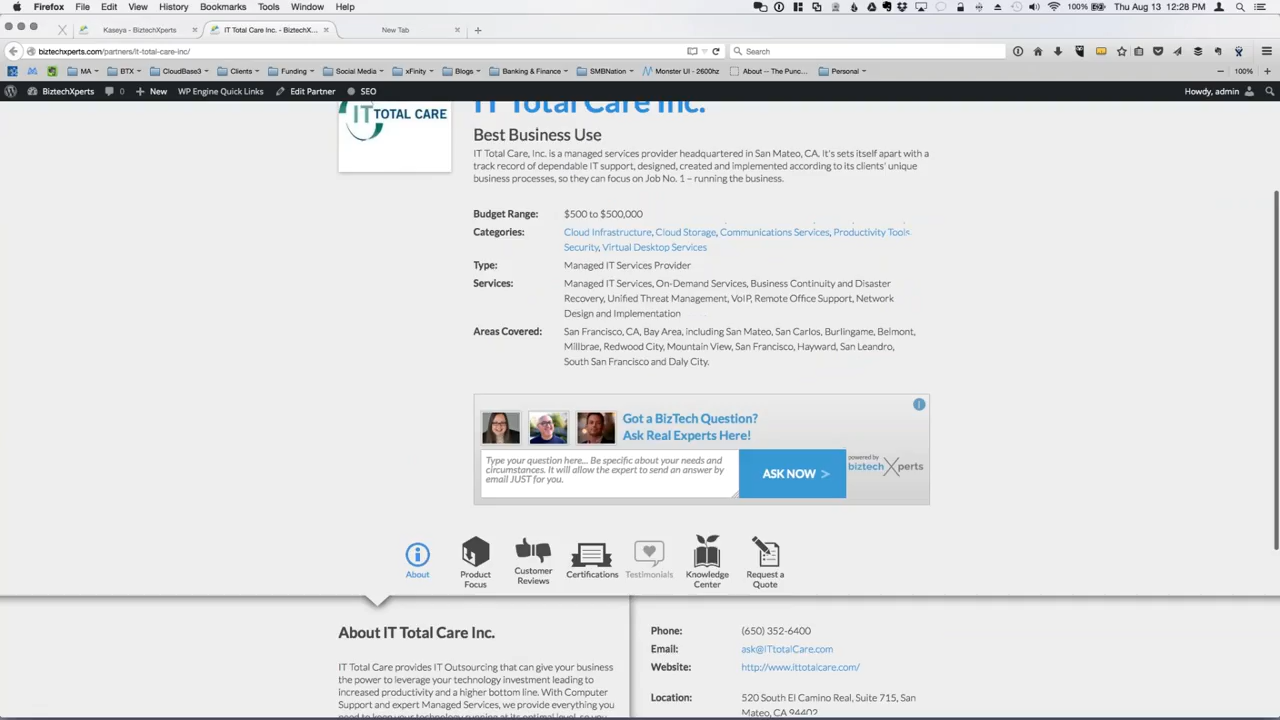 Firefox File Edit View History Bookmarks Tools Window Help 100% Thu Aug 13 12:28 PM
Kaseya - BiztechXperts IT Total Care Inc. - BiztechX... New Tab
biztechxperts.com/partners/it-total-care-inc/ Search
MA BTX CloudBase3 Clients Funding Social Media xFinity Blogs Banking & Finance SMBNation Monster UI - 2600hz About -- The Punc... Personal 100%
BiztechXperts 0 New WP Engine Quick Links Edit Partner SEO Howdy, admin
IT Total Care Inc.
IT TOTAL CARE
Best Business Use
IT Total Care, Inc. is a managed services provider headquartered in San Mateo, CA. It's sets itself apart with a
track record of dependable IT support, designed, created and implemented according to its clients' unique
business processes, so they can focus on Job No. 1 – running the business.
Budget Range: $500 to $500,000
Categories: Cloud Infrastructure, Cloud Storage, Communications Services, Productivity Tools
Security, Virtual Desktop Services
Type: Managed IT Services Provider
Services: Managed IT Services, On-Demand Services, Business Continuity and Disaster
Recovery, Unified Threat Management, VoIP, Remote Office Support, Network
Design and Implementation
Areas Covered: San Francisco, CA, Bay Area, including San Mateo, San Carlos, Burlingame, Belmont,
Millbrae, Redwood City, Mountain View, San Francisco, Hayward, San Leandro,
South San Francisco and Daly City.
Got a BizTech Question?
Ask Real Experts Here!
Type your question here... Be specific about your needs and
circumstances. It will allow the expert to send an answer by
email JUST for you.
ASK NOW >
powered by
biztechXperts
About
Product
Focus
Customer
Reviews
Certifications
Testimonials
Knowledge
Center
Request a
Quote
About IT Total Care Inc.
IT Total Care provides IT Outsourcing that can give your business
the power to leverage your technology investment leading to
increased productivity and a higher bottom line. With Computer
Support and expert Managed Services, we provide everything you
need to keep your technology running at its optimal level, so you
Phone: (650) 352-6400
Email: ask@ITtotalCare.com
Website: http://www.ittotalcare.com/
Location: 520 South El Camino Real, Suite 715, San
Mateo, CA 94402